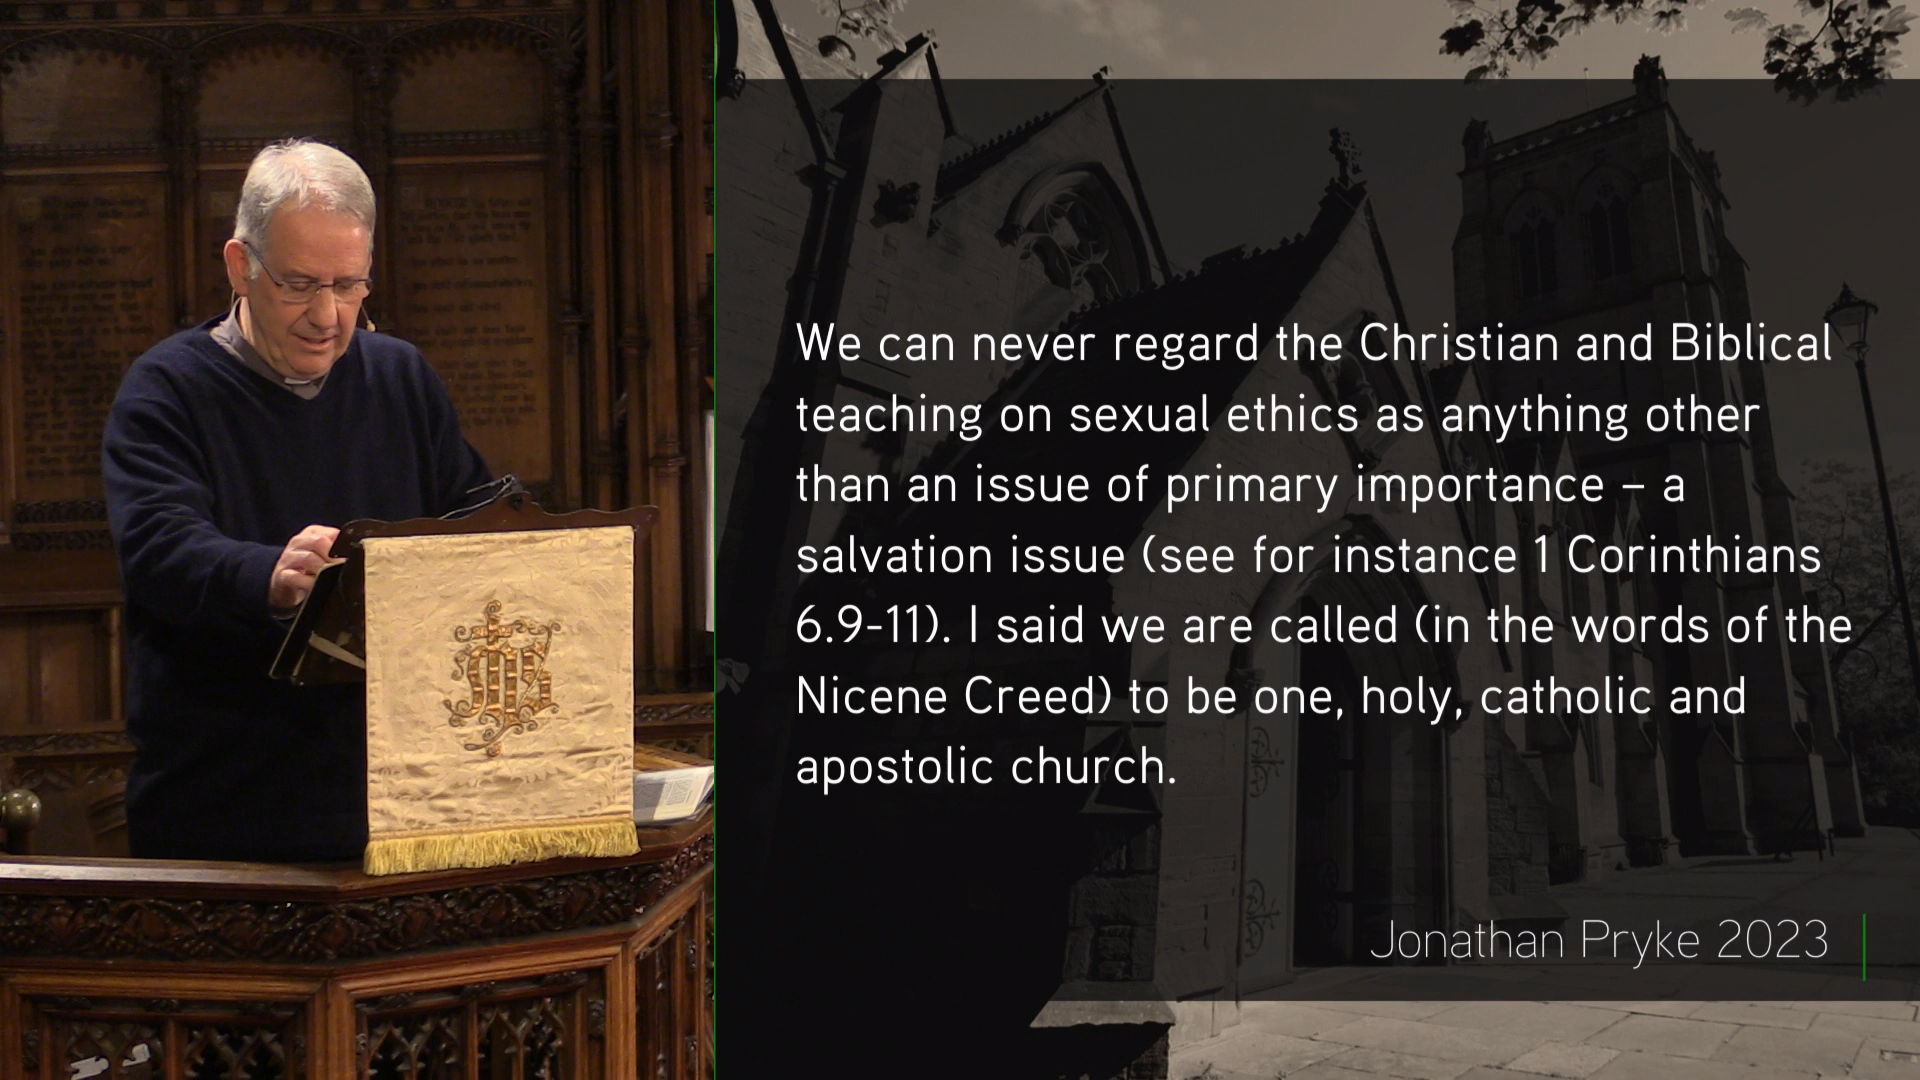 We can never regard the Christian and Biblical
teaching on sexual ethics as anything other
than an issue of primary importance – a
salvation issue (see for instance 1 Corinthians
6.9-11). I said we are called (in the words of the
Nicene Creed) to be one, holy, catholic and
apostolic church.
Jonathan Pryke 2023